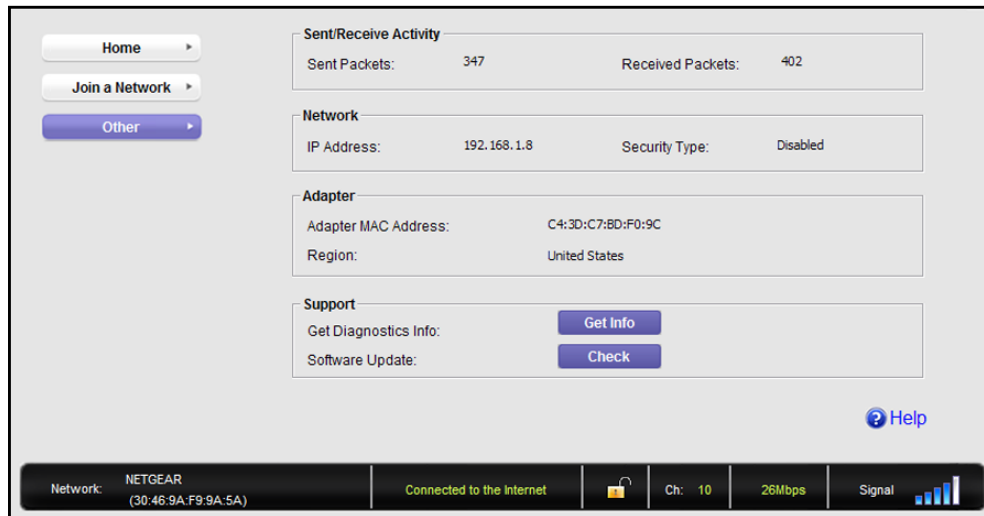 Home
Join a Network
Other
Sent/Receive Activity
Sent Packets: 347 Received Packets: 402
Network
IP Address: 192.168.1.8 Security Type: Disabled
Adapter
Adapter MAC Address: C4:3D:C7:BD:F0:9C
Region: United States
Support
Get Diagnostics Info: Get Info
Software Update: Check
? Help
Network: NETGEAR
(30:46:9A:F9:9A:5A)
Connected to the Internet
Ch: 10
26Mbps
Signal